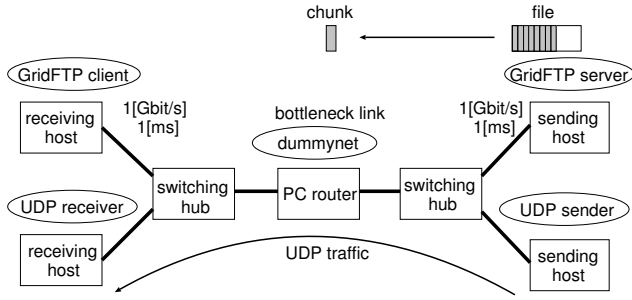 chunk
file
GridFTP client
GridFTP server
1[Gbit/s]
1[ms]
bottleneck link
1[Gbit/s]
1[ms]
receiving
host
dummynet
sending
host
switching
hub
PC router
switching
hub
UDP receiver
UDP sender
receiving
host
UDP traffic
sending
host